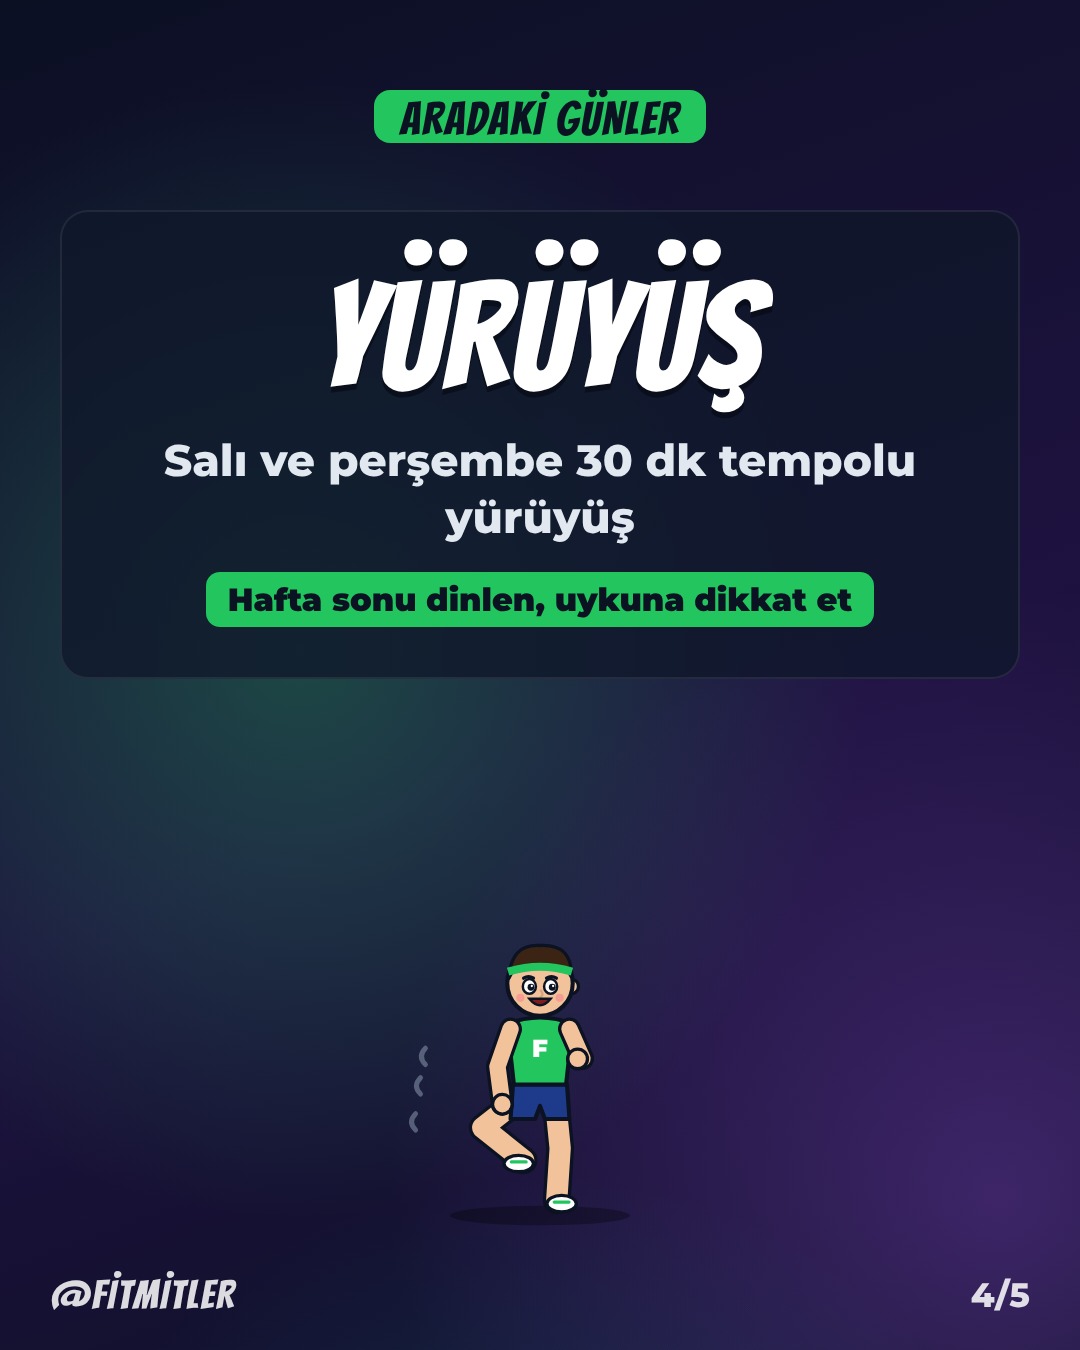 ARADAKİ GÜNLER
YÜRÜYÜŞ
Salı ve perşembe 30 dk tempolu
yürüyüş
Hafta sonu dinlen, uykuna dikkat et
F
@FİTMİTLER
4/5